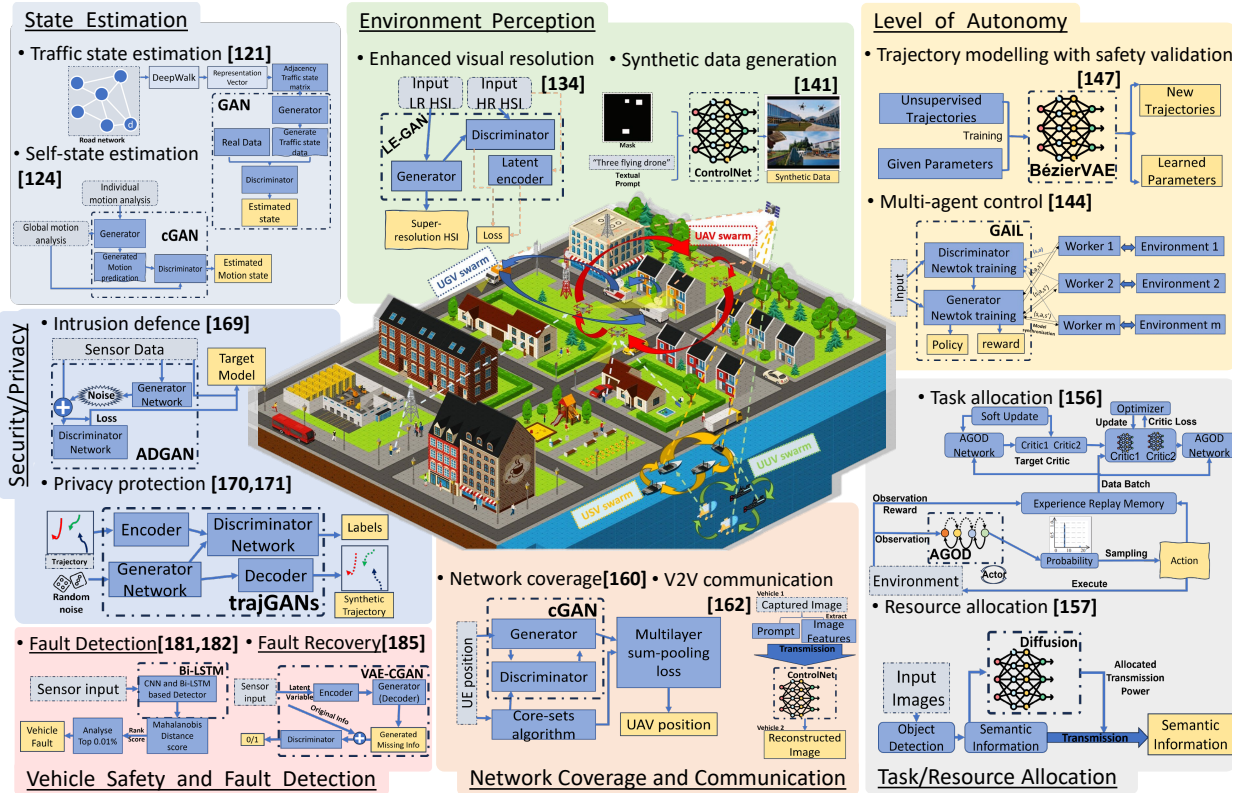 State Estimation
• Traffic state estimation [121]
Road network
d
DeepWalk
Representation
Vector
Adjacency
Traffic state
matrix
GAN
Generator
Real Data
Generate
Traffic state
data
Discriminator
Estimated
state
• Self-state estimation
[124]
Individual
motion analysis
Global motion
analysis
cGAN
Generator
Generated
Motion
predication
Discriminator
Estimated
Motion state
Environment Perception
• Enhanced visual resolution
[134]
Input
LR HSI
Input
HR HSI
LE-GAN
Discriminator
Generator
Latent
encoder
Super-
resolution HSI
Loss
• Synthetic data generation
[141]
Mask
"Three flying drone"
Textual
Prompt
ControlNet
Synthetic Data
Level of Autonomy
• Trajectory modelling with safety validation
[147]
Unsupervised
Trajectories
Training
Given Parameters
BézierVAE
New
Trajectories
Learned
Parameters
• Multi-agent control [144]
GAIL
Input
Discriminator
Newtok training
Generator
Newtok training
Policy
reward
(s,a)
(s,a,s')
(s,a,s')
(s,a,s')
Model
synchronization
Worker 1
Environment 1
Worker 2
Environment 2
Worker m
Environment m
UAV swarm
UGV swarm
USV swarm
UUV swarm
Security/Privacy
• Intrusion defence [169]
Sensor Data
Target
Model
Noise
Generator
Network
Loss
Discriminator
Network
ADGAN
• Privacy protection [170,171]
Trajectory
Random
noise
Encoder
Discriminator
Network
Generator
Network
Decoder
trajGANs
Labels
Synthetic
Trajectory
• Task allocation [156]
Soft Update
AGOD
Network
Critic1 Critic2
Target Critic
Optimizer
Update
Critic Loss
Critic1
Critic2
AGOD
Network
Data Batch
Observation
Reward
Experience Replay Memory
Observation
AGOD
Actor
Probability
Sampling
Action
Environment
Execute
• Resource allocation [157]
Input
Images
Diffusion
Allocated
Transmission
Power
Object
Detection
Semantic
Information
Transmission
Semantic
Information
Task/Resource Allocation
• Fault Detection[181,182]
Bi-LSTM
Sensor input
CNN and Bi-LSTM
based Detector
Vehicle
Fault
Analyse
Top 0.01%
Rank
Score
Mahalanobis
Distance
score
• Fault Recovery[185]
VAE-CGAN
Sensor
input
Latent
Variable
Encoder
Generator
(Decoder)
Original Info
0/1
Discriminator
Generated
Missing Info
Vehicle Safety and Fault Detection
• Network coverage[160]
cGAN
UE position
Generator
Discriminator
Core-sets
algorithm
Multilayer
sum-pooling
loss
UAV position
• V2V communication
[162]
Vehicle 1
Captured Image
Extract
Prompt
Image
Features
Transmission
ControlNet
Vehicle 2
Reconstructed
Image
Network Coverage and Communication